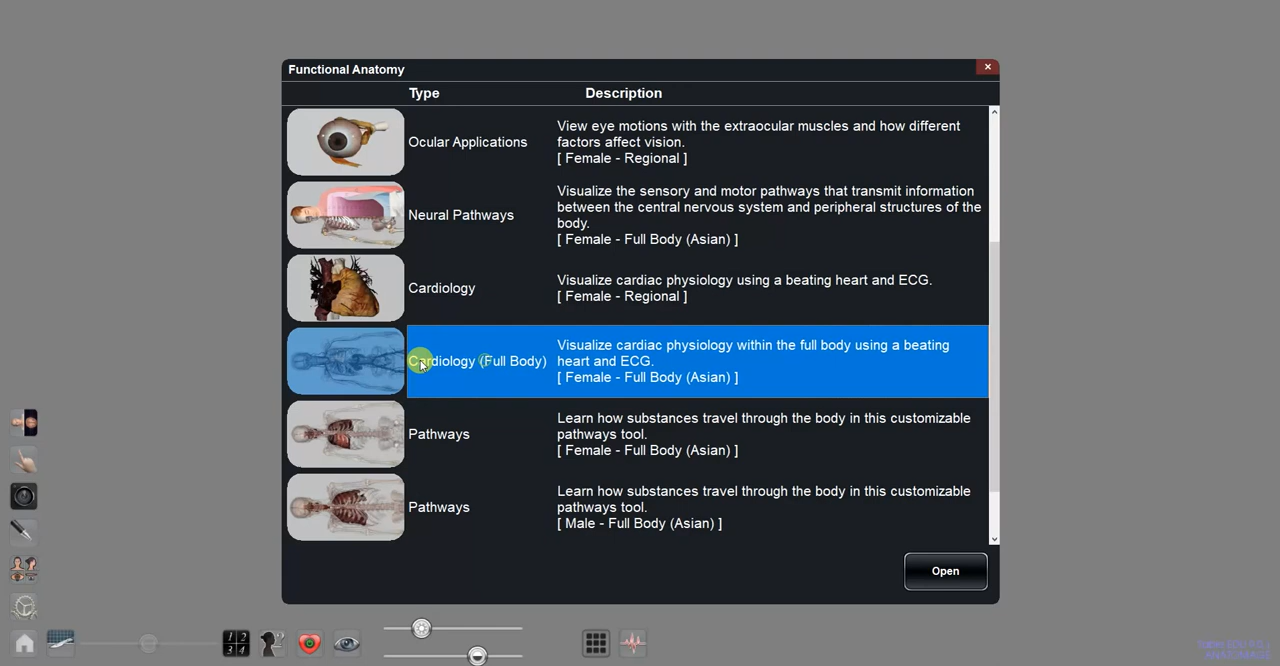 Functional Anatomy
Type Description
Ocular Applications
View eye motions with the extraocular muscles and how different
factors affect vision.
[ Female - Regional ]
Neural Pathways
Visualize the sensory and motor pathways that transmit information
between the central nervous system and peripheral structures of the
body.
[ Female - Full Body (Asian) ]
Cardiology
Visualize cardiac physiology using a beating heart and ECG.
[ Female - Regional ]
Cardiology (Full Body)
Visualize cardiac physiology within the full body using a beating
heart and ECG.
[ Female - Full Body (Asian) ]
Pathways
Learn how substances travel through the body in this customizable
pathways tool.
[ Female - Full Body (Asian) ]
Pathways
Learn how substances travel through the body in this customizable
pathways tool.
[ Male - Full Body (Asian) ]
Open
1 2
3 4